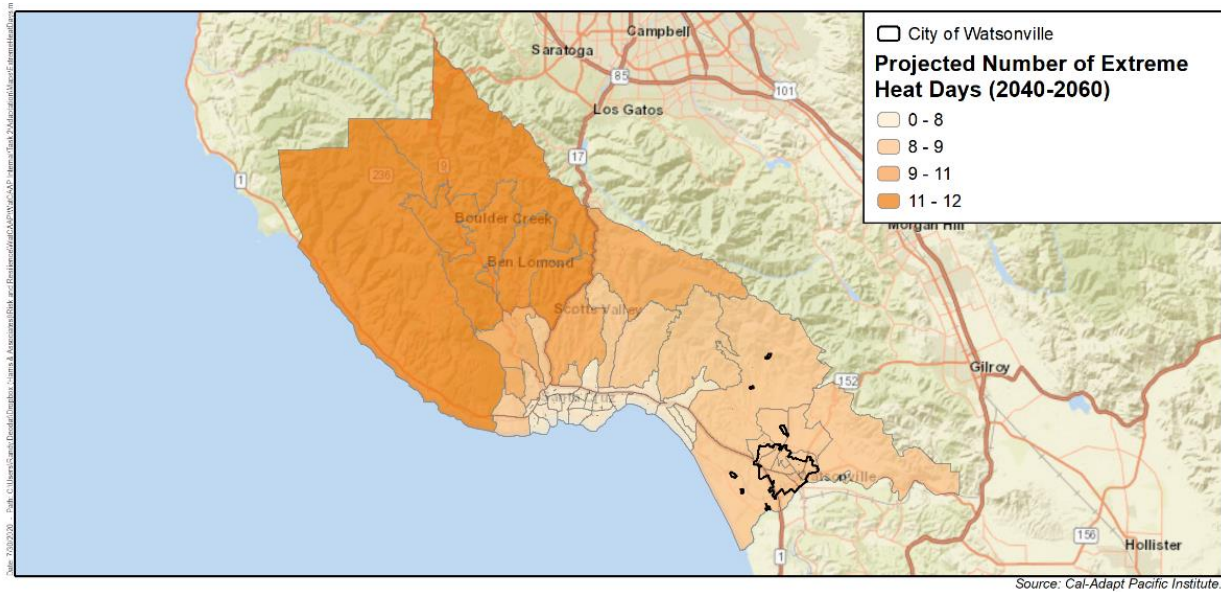 City of Watsonville
Projected Number of Extreme
Heat Days (2040-2060)
0 - 8
8 - 9
9 - 11
11 - 12
Campbell
Saratoga
85
101
Los Gatos
17
1
9
236
Boulder Creek
Morgan Hill
Ben Lomond
Scotts Valley
Gilroy
152
Santa Cruz
Watsonville
156
1
Hollister
Source: Cal-Adapt Pacific Institute.